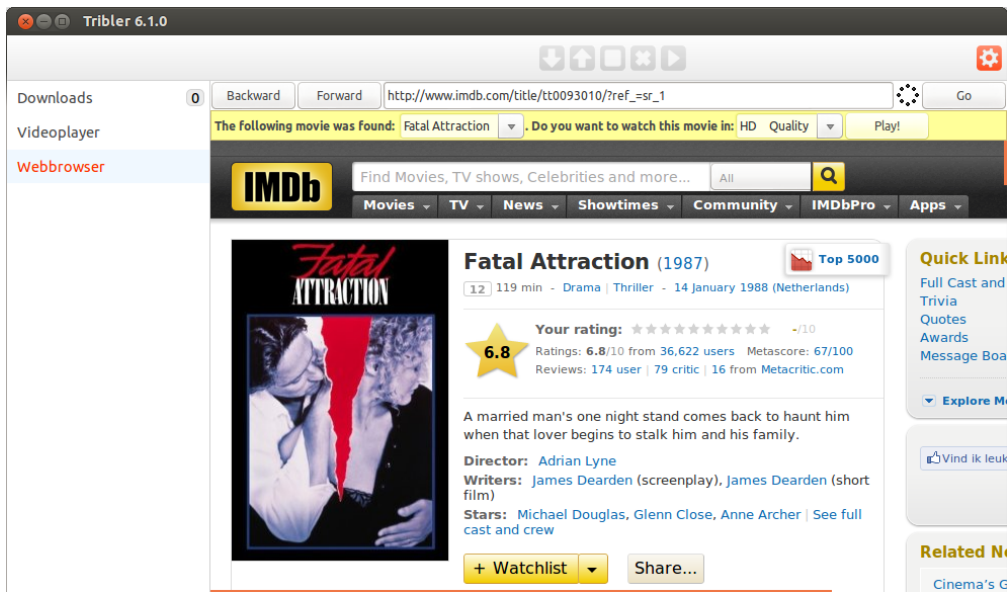 Tribler 6.1.0
Downloads 0
Videoplayer
Webbrowser
Backward Forward http://www.imdb.com/title/tt0093010/?ref_=sr_1 Go
The following movie was found: Fatal Attraction . Do you want to watch this movie in: HD Quality Play!
IMDb Find Movies, TV shows, Celebrities and more... All
Movies TV News Showtimes Community IMDbPro Apps
Fatal
ATTRACTION
Fatal Attraction (1987)
Top 5000
12 119 min - Drama | Thriller - 14 January 1988 (Netherlands)
6.8
Your rating: -/10
Ratings: 6.8/10 from 36,622 users Metascore: 67/100
Reviews: 174 user | 79 critic | 16 from Metacritic.com
A married man's one night stand comes back to haunt him
when that lover begins to stalk him and his family.
Director: Adrian Lyne
Writers: James Dearden (screenplay), James Dearden (short
film)
Stars: Michael Douglas, Glenn Close, Anne Archer | See full
cast and crew
+ Watchlist Share...
Quick Link
Full Cast and
Trivia
Quotes
Awards
Message Boa
Explore M
Vind ik leuk
Related Ne
Cinema's G